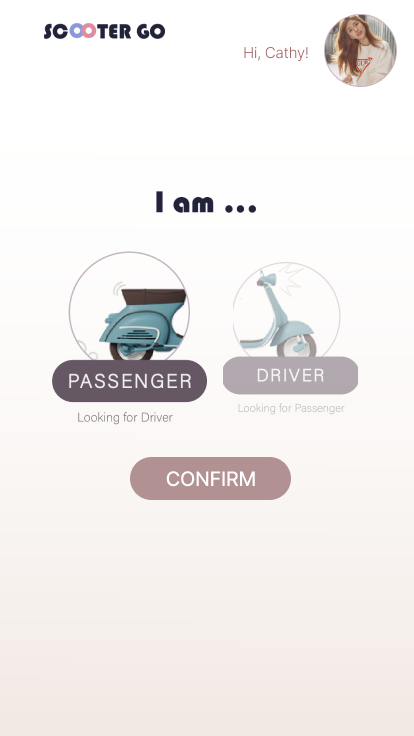 SCOOTER GO
Hi, Cathy!
I am ...
PASSENGER
DRIVER
Looking for Driver
Looking for Passenger
CONFIRM